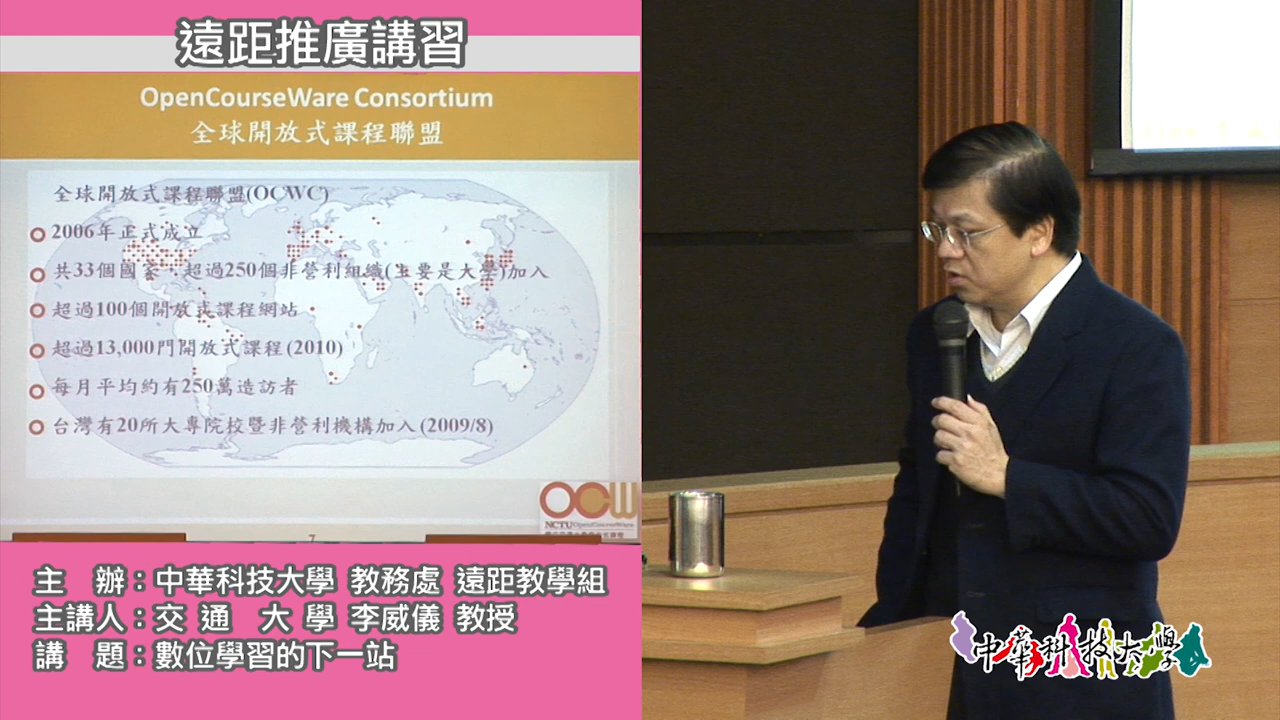 遠距推廣講習
OpenCourseWare Consortium
全球開放式課程聯盟
全球開放式課程聯盟(OCWC)
2006年正式成立
共33個國家，超過250個非營利組織(主要是大學)加入
超過100個開放式課程網站
超過13,000門開放式課程(2010)
每月平均約有250萬造訪者
台灣有20所大專院校暨非營利機構加入(2009/8)
OCW
NCTU OpenCourseWare
7
主　辦：中華科技大學 教務處 遠距教學組
主講人：交 通　大 學 李威儀 教授
講　題：數位學習的下一站
中華科技大學